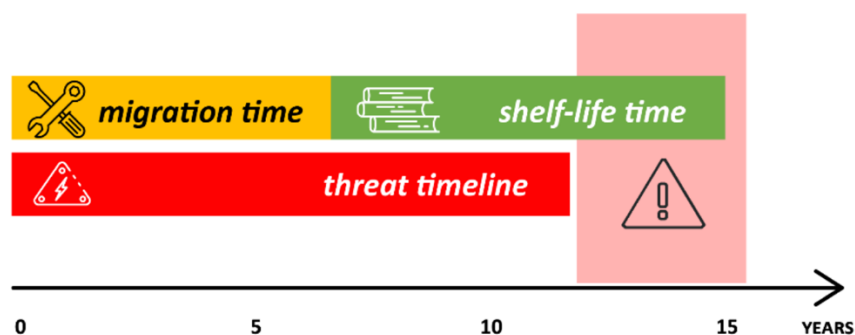 migration time
shelf-life time
threat timeline
0 5 10 15 YEARS